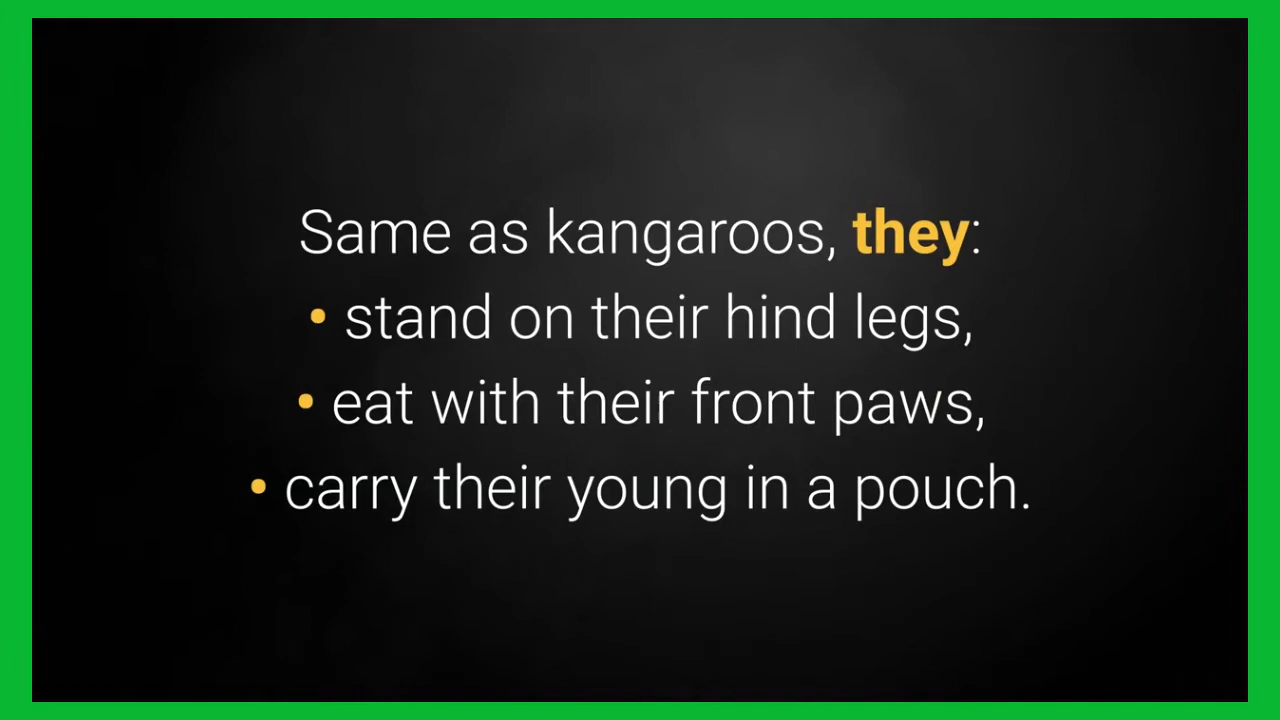 Same as kangaroos, they:
• stand on their hind legs,
• eat with their front paws,
• carry their young in a pouch.